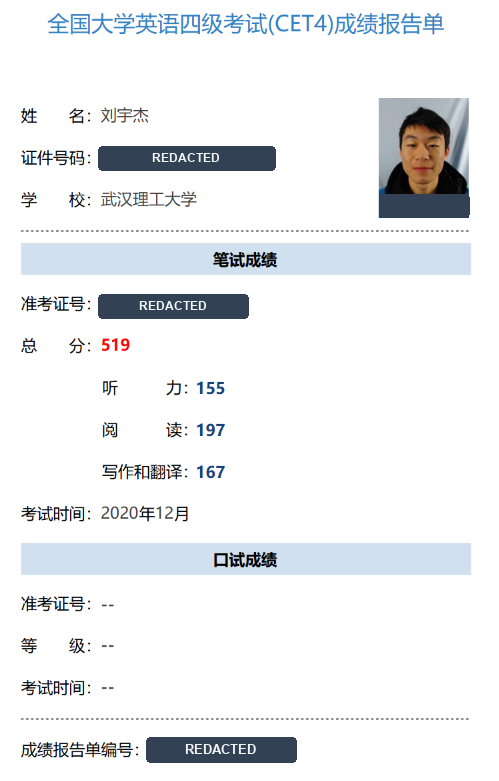 全国大学英语四级考试(CET4)成绩报告单
姓 名：刘宇杰
证件号码：REDACTED
学 校：武汉理工大学
笔试成绩
准考证号：REDACTED
总 分：519
听 力：155
阅 读：197
写作和翻译：167
考试时间：2020年12月
口试成绩
准考证号：--
等 级：--
考试时间：--
成绩报告单编号：REDACTED